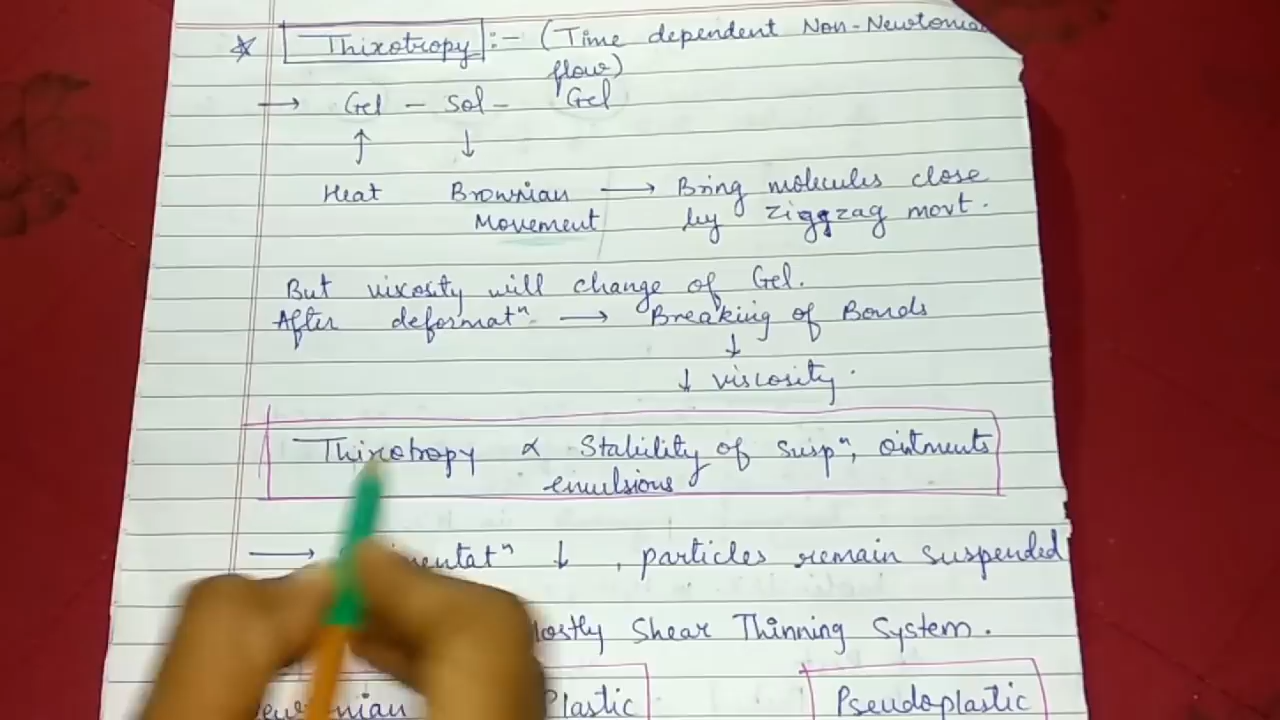 Thixotropy :- (Time dependent Non-Newtonian
flow)
→ Gel - Sol - Gel
↑ ↓
Heat Brownian → Bring molecules close
Movement by ziggzag movt.
But vixosity will change of Gel.
After deformatⁿ. → Breaking of Bonds
↓
↓ viscosity.
Thixotropy ∝ Stability of suspⁿ, ointments
emulsions
→ ↓, particles remain suspended
Mostly Shear Thinning System.
Plastic Pseudoplastic